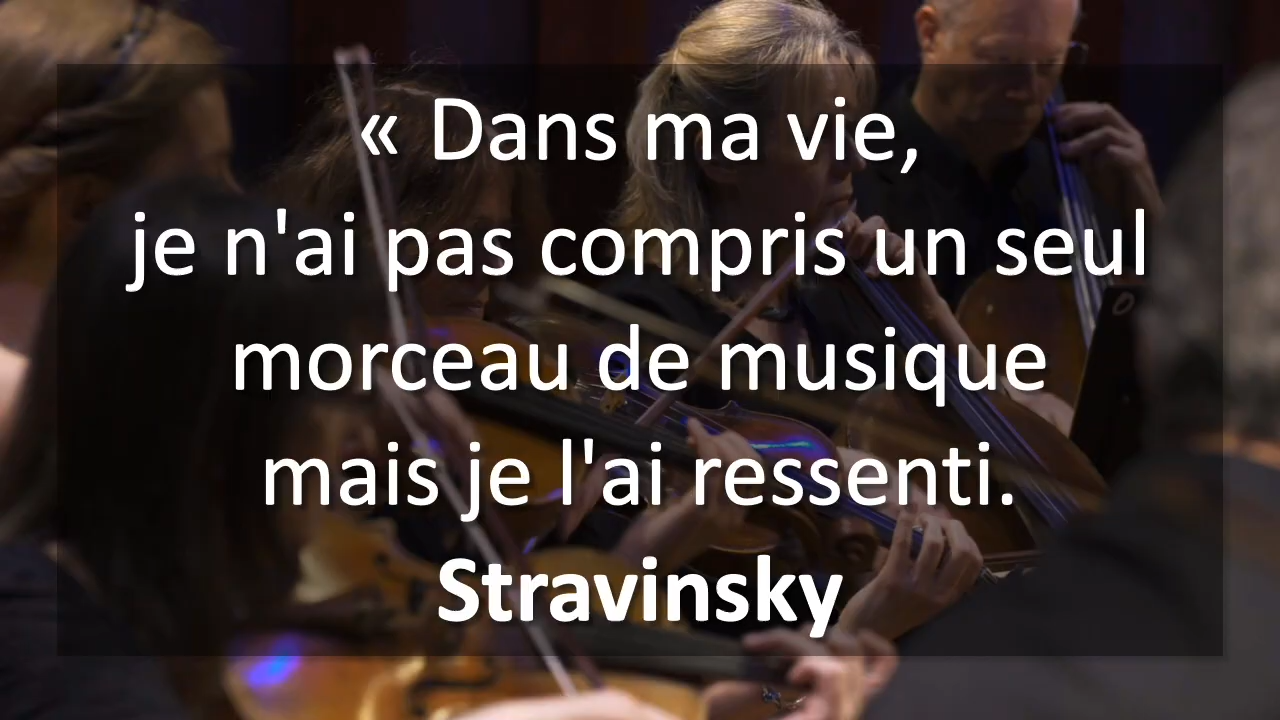 « Dans ma vie,
je n'ai pas compris un seul
morceau de musique
mais je l'ai ressenti.
Stravinsky